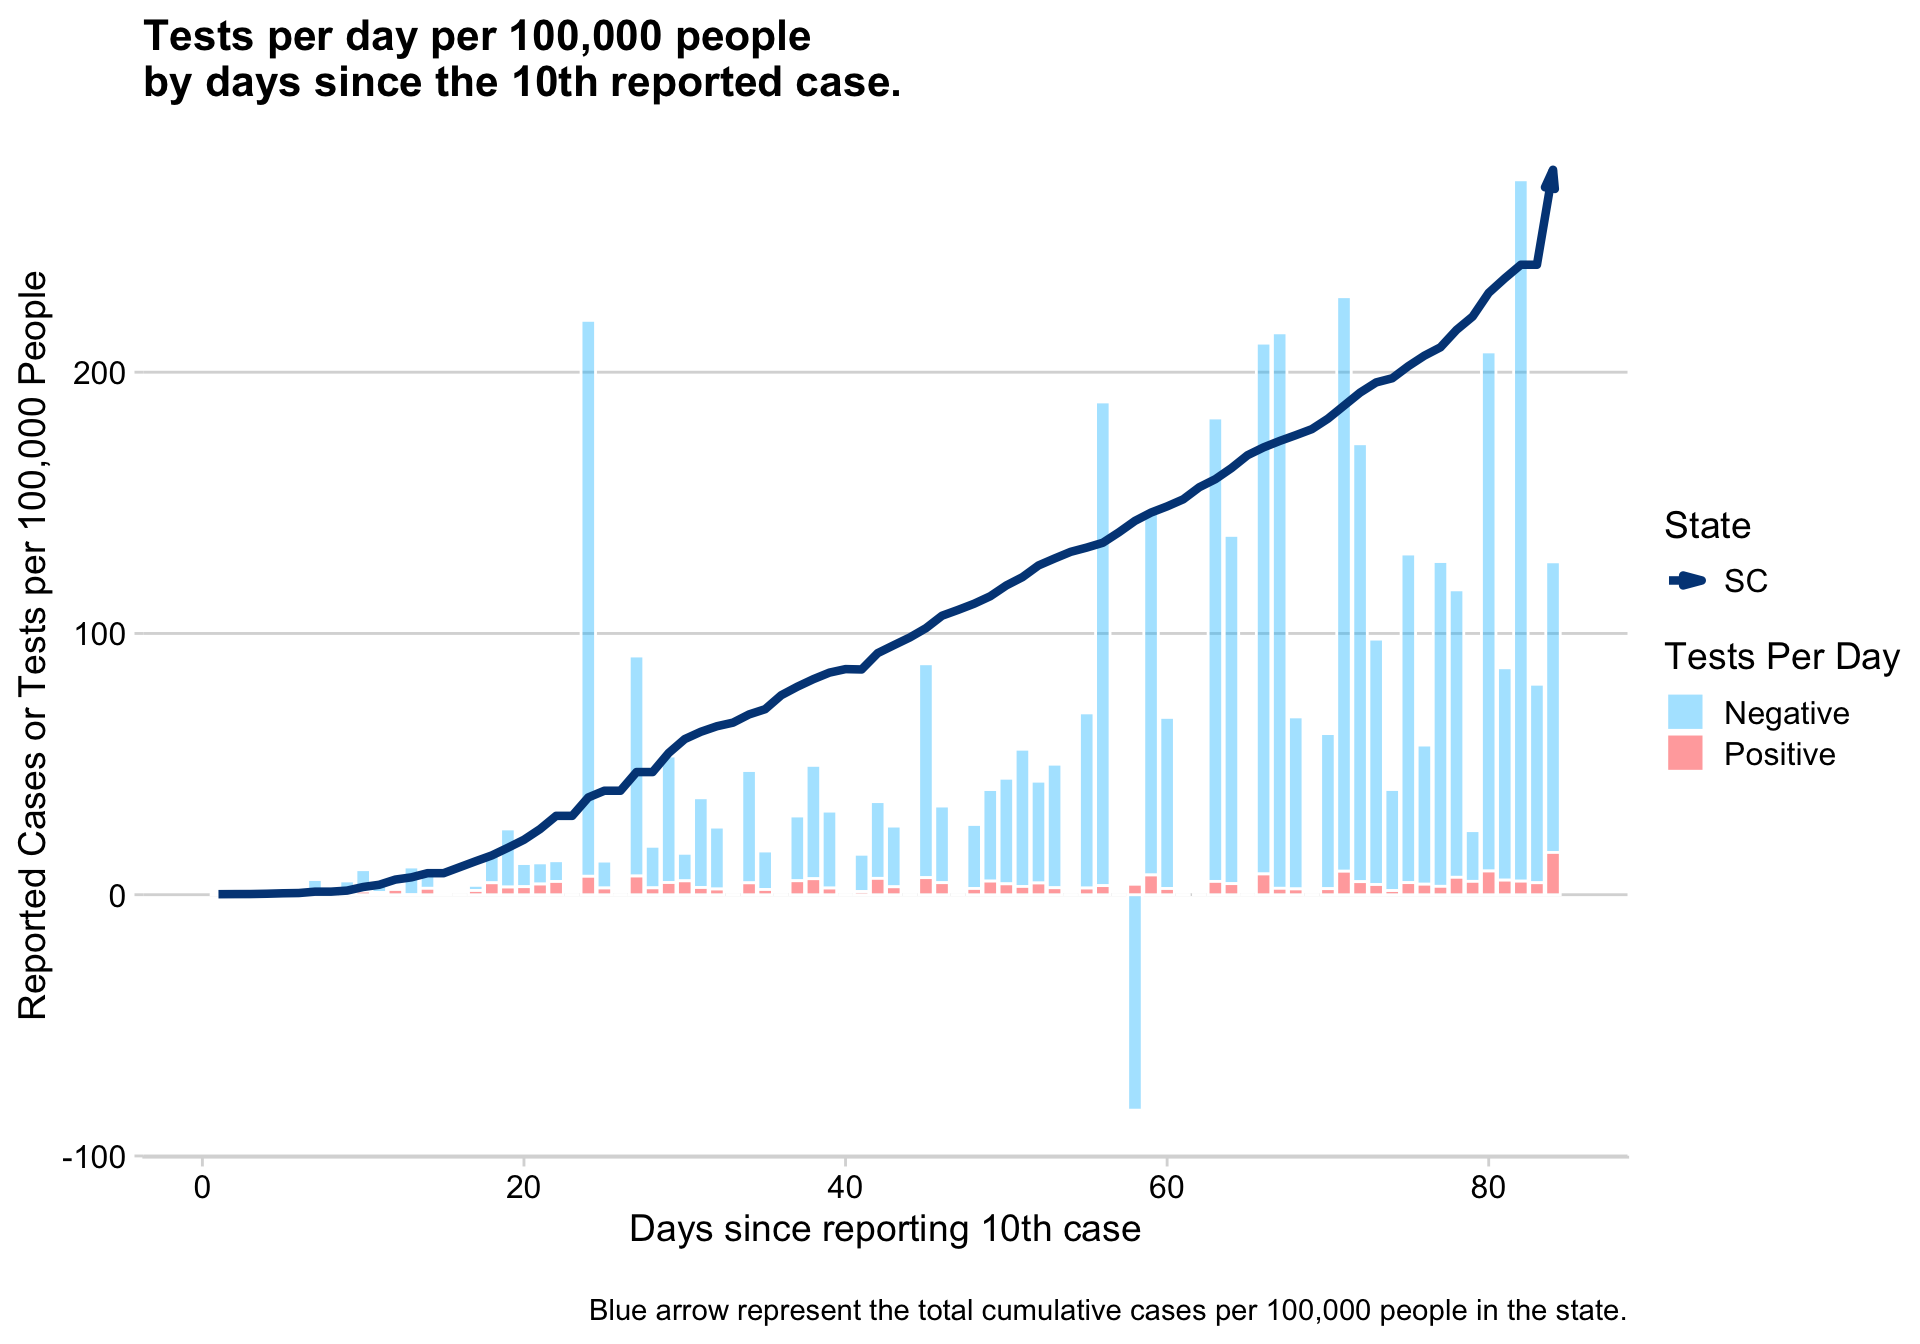 Tests per day per 100,000 people
by days since the 10th reported case.
Reported Cases or Tests per 100,000 People
200
100
0
-100
0
20
40
60
80
Days since reporting 10th case
State
SC
Tests Per Day
Negative
Positive
Blue arrow represent the total cumulative cases per 100,000 people in the state.